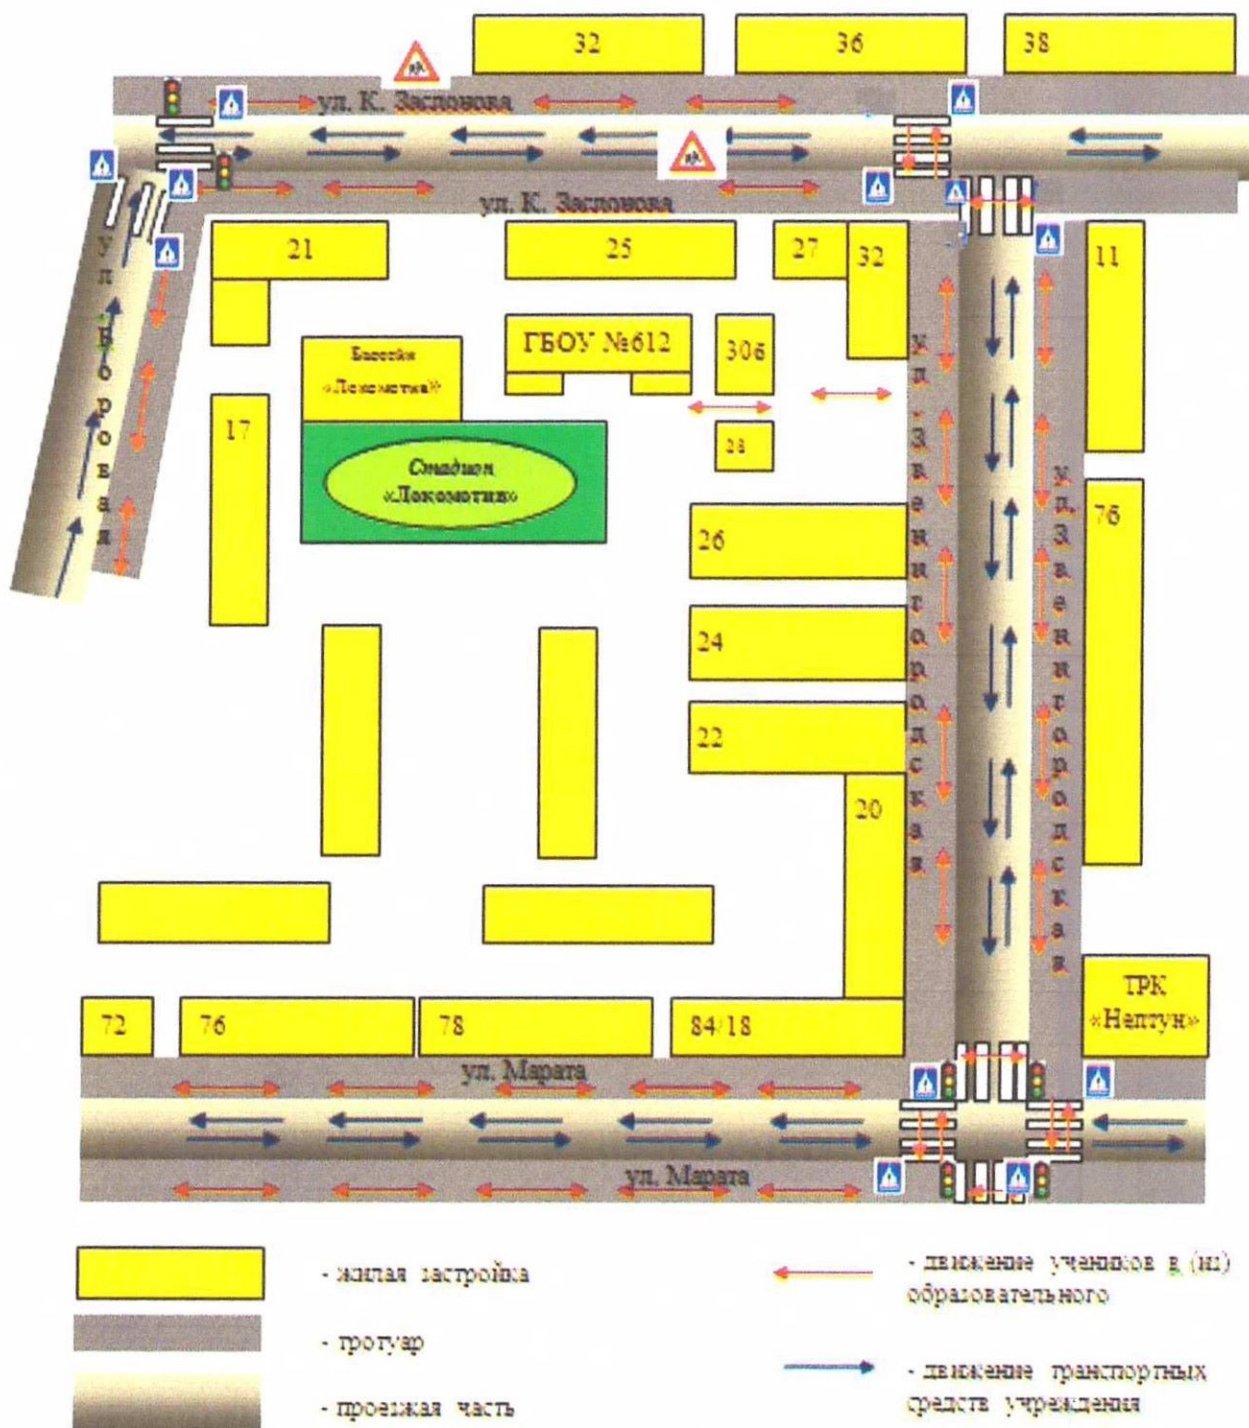 32
36
38
ул. К. Заслонова
ул. К. Заслонова
21
25
27
32
11
ГБОУ №612
30б
Бассейн
«Локомотив»
17
28
Стадион
«Локомотив»
ул. Боровая
ул. Звенигородская
ул. Звенигородская
26
76
24
22
20
72
76
78
84/18
ТРК
«Нептун»
ул. Марата
ул. Марата
- жилая застройка
- тротуар
- проезжая часть
- движение учеников в (из)
образовательного
- движение транспортных
средств учреждения